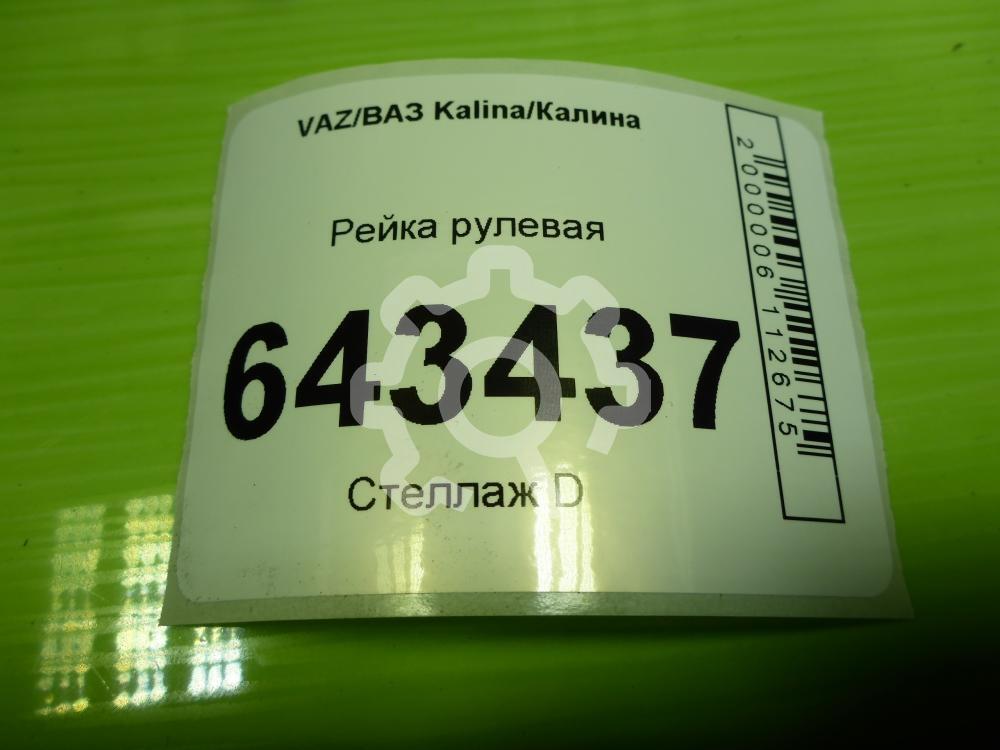 VAZ/ВАЗ Kalina/Калина
Рейка рулевая
643437
Стеллаж D
2000006112675